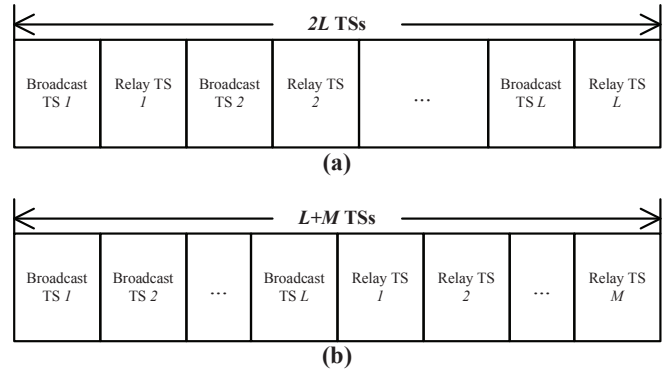 2L TSs
Broadcast TS 1
Relay TS 1
Broadcast TS 2
Relay TS 2
...
Broadcast TS L
Relay TS L
(a)
L+M TSs
Broadcast TS 1
Broadcast TS 2
...
Broadcast TS L
Relay TS 1
Relay TS 2
...
Relay TS M
(b)